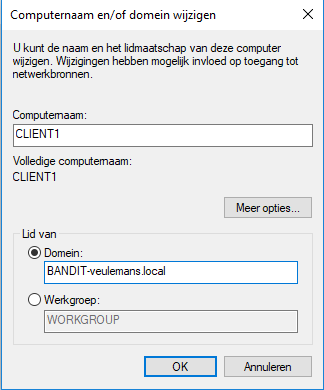 Computernaam en/of domein wijzigen
U kunt de naam en het lidmaatschap van deze computer
wijzigen. Wijzigingen hebben mogelijk invloed op toegang tot
netwerkbronnen.
Computernaam:
CLIENT1
Volledige computernaam:
CLIENT1
Meer opties...
Lid van
Domein:
BANDIT-veulemans.local
Werkgroep:
WORKGROUP
OK
Annuleren